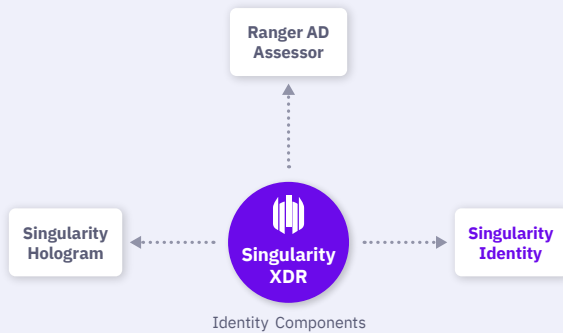 Ranger AD
Assessor
Singularity
Hologram
Singularity
XDR
Singularity
Identity
Identity Components